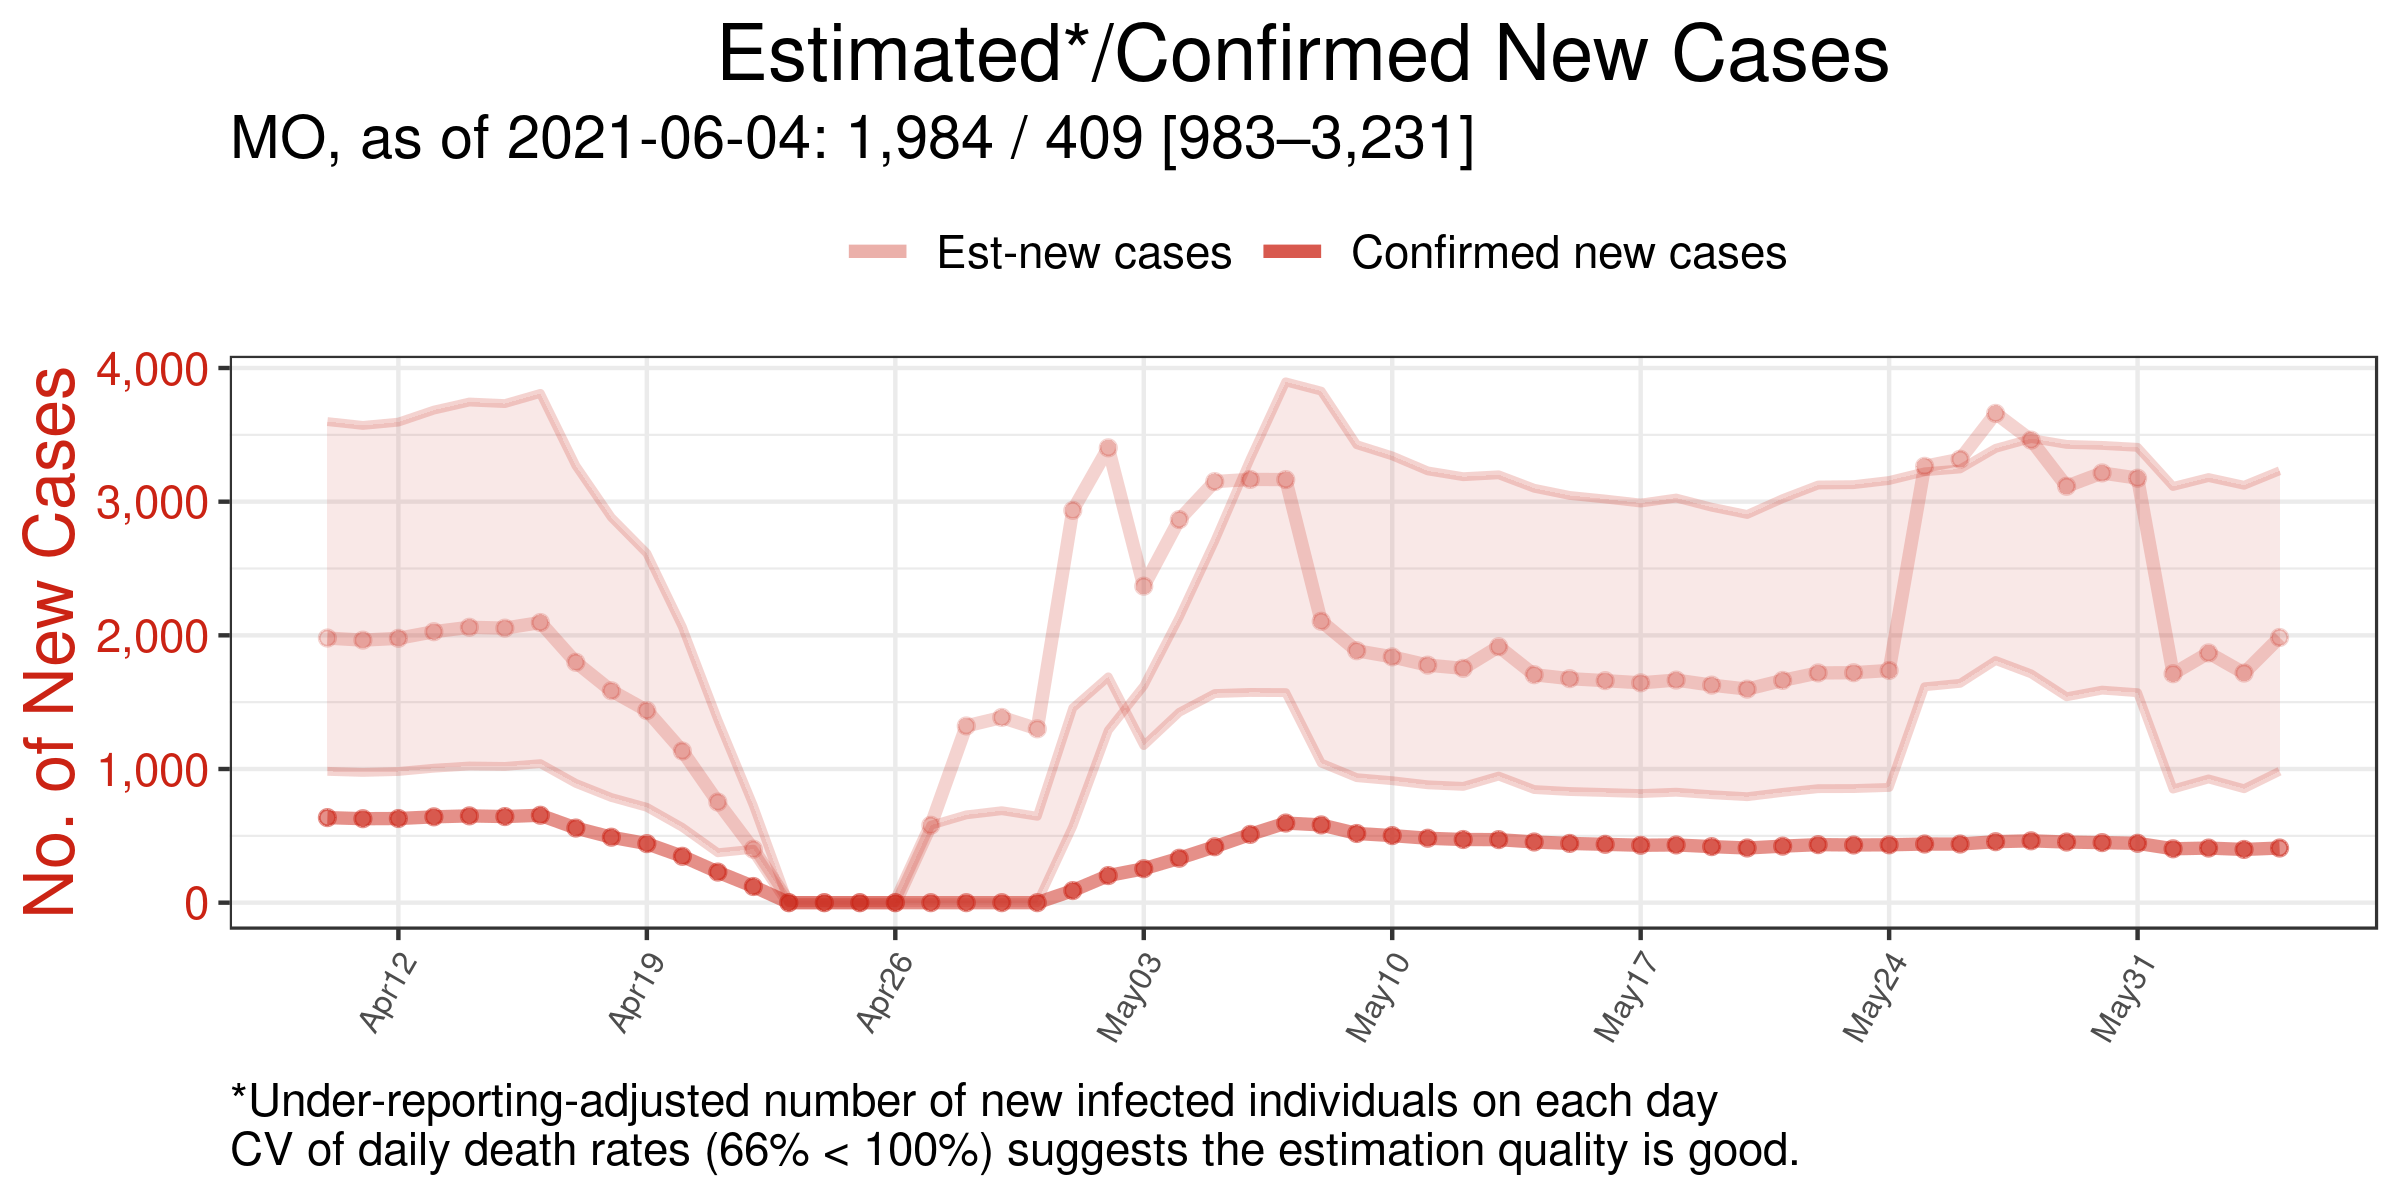 Estimated*/Confirmed New Cases
MO, as of 2021-06-04: 1,984 / 409 [983–3,231]
Est-new cases Confirmed new cases
No. of New Cases
4,000
3,000
2,000
1,000
0
Apr12 Apr19 Apr26 May03 May10 May17 May24 May31
*Under-reporting-adjusted number of new infected individuals on each day
CV of daily death rates (66% < 100%) suggests the estimation quality is good.